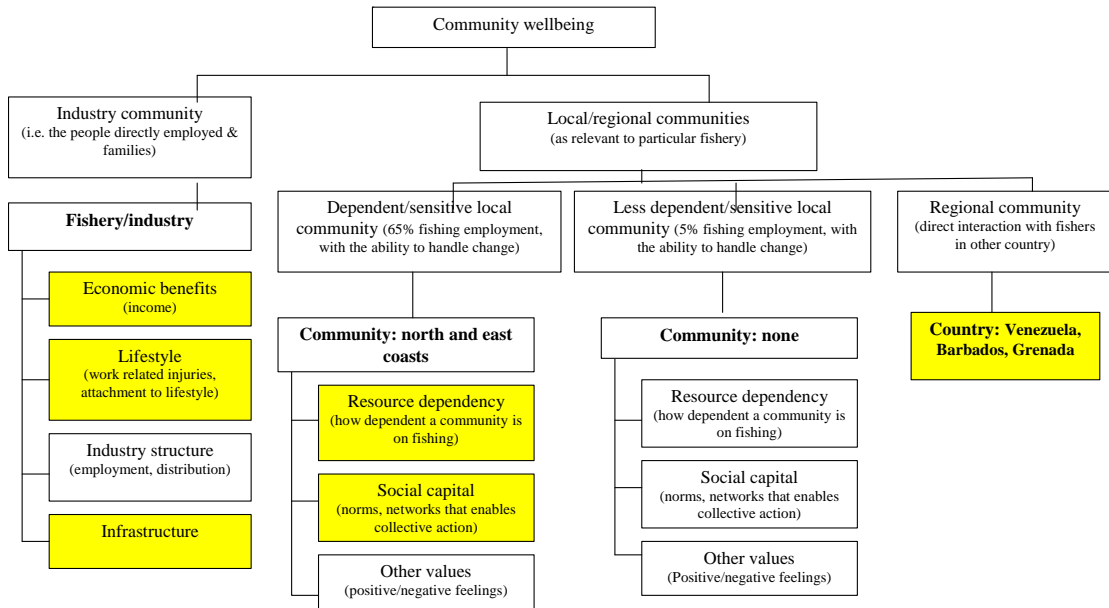 Community wellbeing
Industry community
(i.e. the people directly employed &
families)
Local/regional communities
(as relevant to particular fishery)
Fishery/industry
Economic benefits
(income)
Lifestyle
(work related injuries,
attachment to lifestyle)
Industry structure
(employment, distribution)
Infrastructure
Dependent/sensitive local
community (65% fishing employment,
with the ability to handle change)
Community: north and east
coasts
Resource dependency
(how dependent a community is
on fishing)
Social capital
(norms, networks that enables
collective action)
Other values
(positive/negative feelings)
Less dependent/sensitive local
community (5% fishing employment, with
the ability to handle change)
Community: none
Resource dependency
(how dependent a community is
on fishing)
Social capital
(norms, networks that enables
collective action)
Other values
(Positive/negative feelings)
Regional community
(direct interaction with fishers
in other country)
Country: Venezuela,
Barbados, Grenada